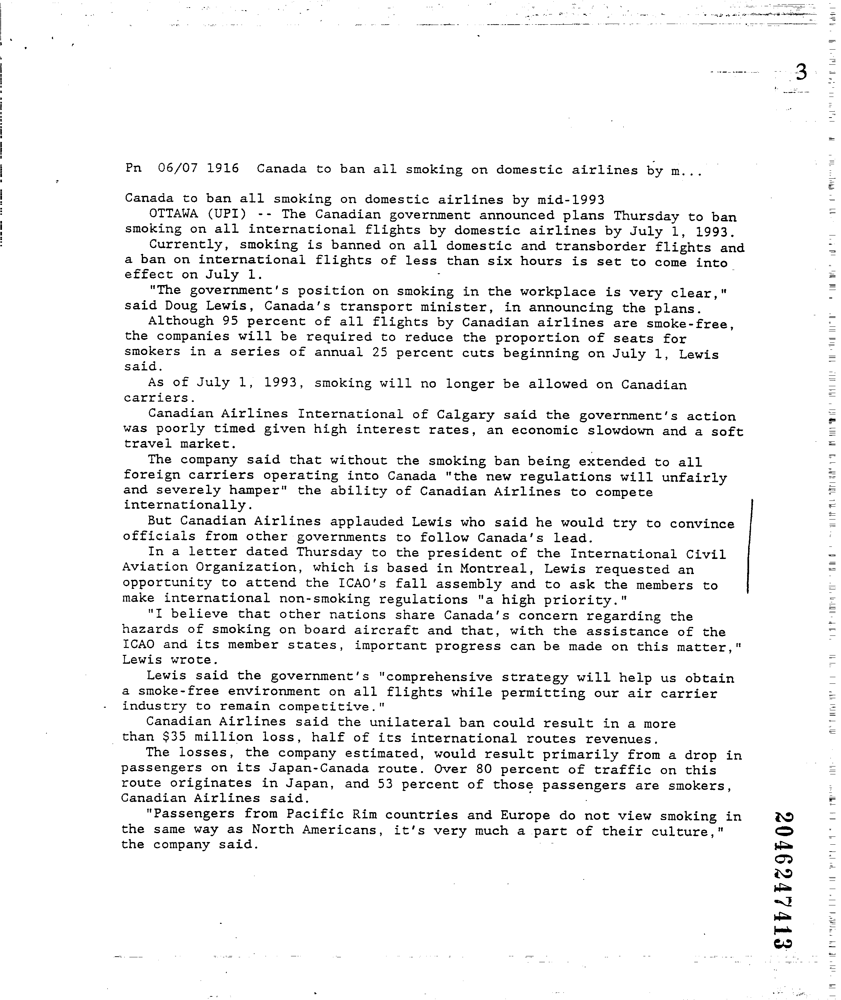 3
Pn 06/07 1916 Canada to ban all smoking on domestic airlines by m...
Canada to ban all smoking on domestic airlines by mid-1993
OTTAWA (UPI) -- The Canadian government announced plans Thursday to ban
smoking on all international flights by domestic airlines by July 1, 1993.
Currently, smoking is banned on all domestic and transborder flights and
a ban on international flights of less than six hours is set to come into
effect on July 1.
"The government's position on smoking in the workplace is very clear,"
said Doug Lewis, Canada's transport minister, in announcing the plans.
Although 95 percent of all flights by Canadian airlines are smoke-free,
the companies will be required to reduce the proportion of seats for
smokers in a series of annual 25 percent cuts beginning on July 1, Lewis
said.
As of July 1, 1993, smoking will no longer be allowed on Canadian
carriers.
Canadian Airlines International of Calgary said the government's action
was poorly timed given high interest rates, an economic slowdown and a soft
travel market.
The company said that without the smoking ban being extended to all
foreign carriers operating into Canada "the new regulations will unfairly
and severely hamper" the ability of Canadian Airlines to compete
internationally.
But Canadian Airlines applauded Lewis who said he would try to convince
officials from other governments to follow Canada's lead.
In a letter dated Thursday to the president of the International Civil
Aviation Organization, which is based in Montreal, Lewis requested an
opportunity to attend the ICAO's fall assembly and to ask the members to
make international non-smoking regulations "a high priority."
"I believe that other nations share Canada's concern regarding the
hazards of smoking on board aircraft and that, with the assistance of the
ICAO and its member states, important progress can be made on this matter,"
Lewis wrote.
Lewis said the government's "comprehensive strategy will help us obtain
a smoke-free environment on all flights while permitting our air carrier
industry to remain competitive."
Canadian Airlines said the unilateral ban could result in a more
than $35 million loss, half of its international routes revenues.
The losses, the company estimated, would result primarily from a drop in
passengers on its Japan-Canada route. Over 80 percent of traffic on this
route originates in Japan, and 53 percent of those passengers are smokers,
Canadian Airlines said.
"Passengers from Pacific Rim countries and Europe do not view smoking in
the same way as North Americans, it's very much a part of their culture,"
the company said.
2046247413